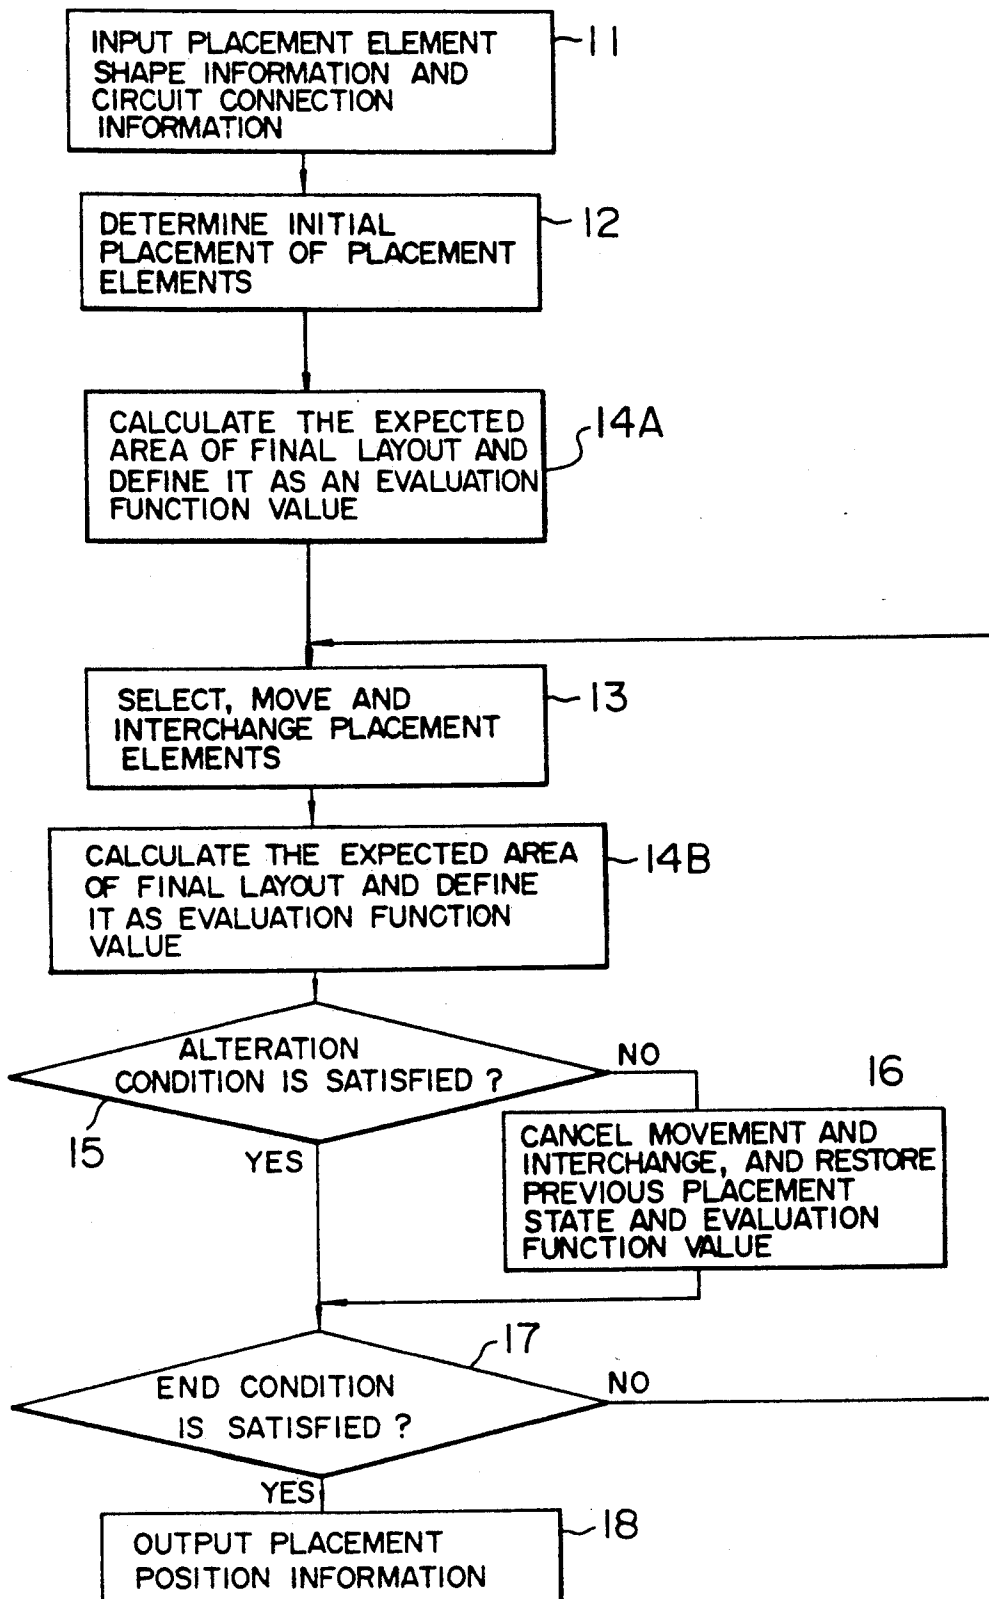 INPUT PLACEMENT ELEMENT
SHAPE INFORMATION AND
CIRCUIT CONNECTION
INFORMATION
11
DETERMINE INITIAL
PLACEMENT OF PLACEMENT
ELEMENTS
12
CALCULATE THE EXPECTED
AREA OF FINAL LAYOUT AND
DEFINE IT AS AN EVALUATION
FUNCTION VALUE
14A
SELECT, MOVE AND
INTERCHANGE PLACEMENT
ELEMENTS
13
CALCULATE THE EXPECTED AREA
OF FINAL LAYOUT AND DEFINE
IT AS EVALUATION FUNCTION
VALUE
14B
ALTERATION
CONDITION IS SATISFIED ?
15
NO
YES
16
CANCEL MOVEMENT AND
INTERCHANGE, AND RESTORE
PREVIOUS PLACEMENT
STATE AND EVALUATION
FUNCTION VALUE
17
END CONDITION
IS SATISFIED ?
NO
YES
OUTPUT PLACEMENT
POSITION INFORMATION
18